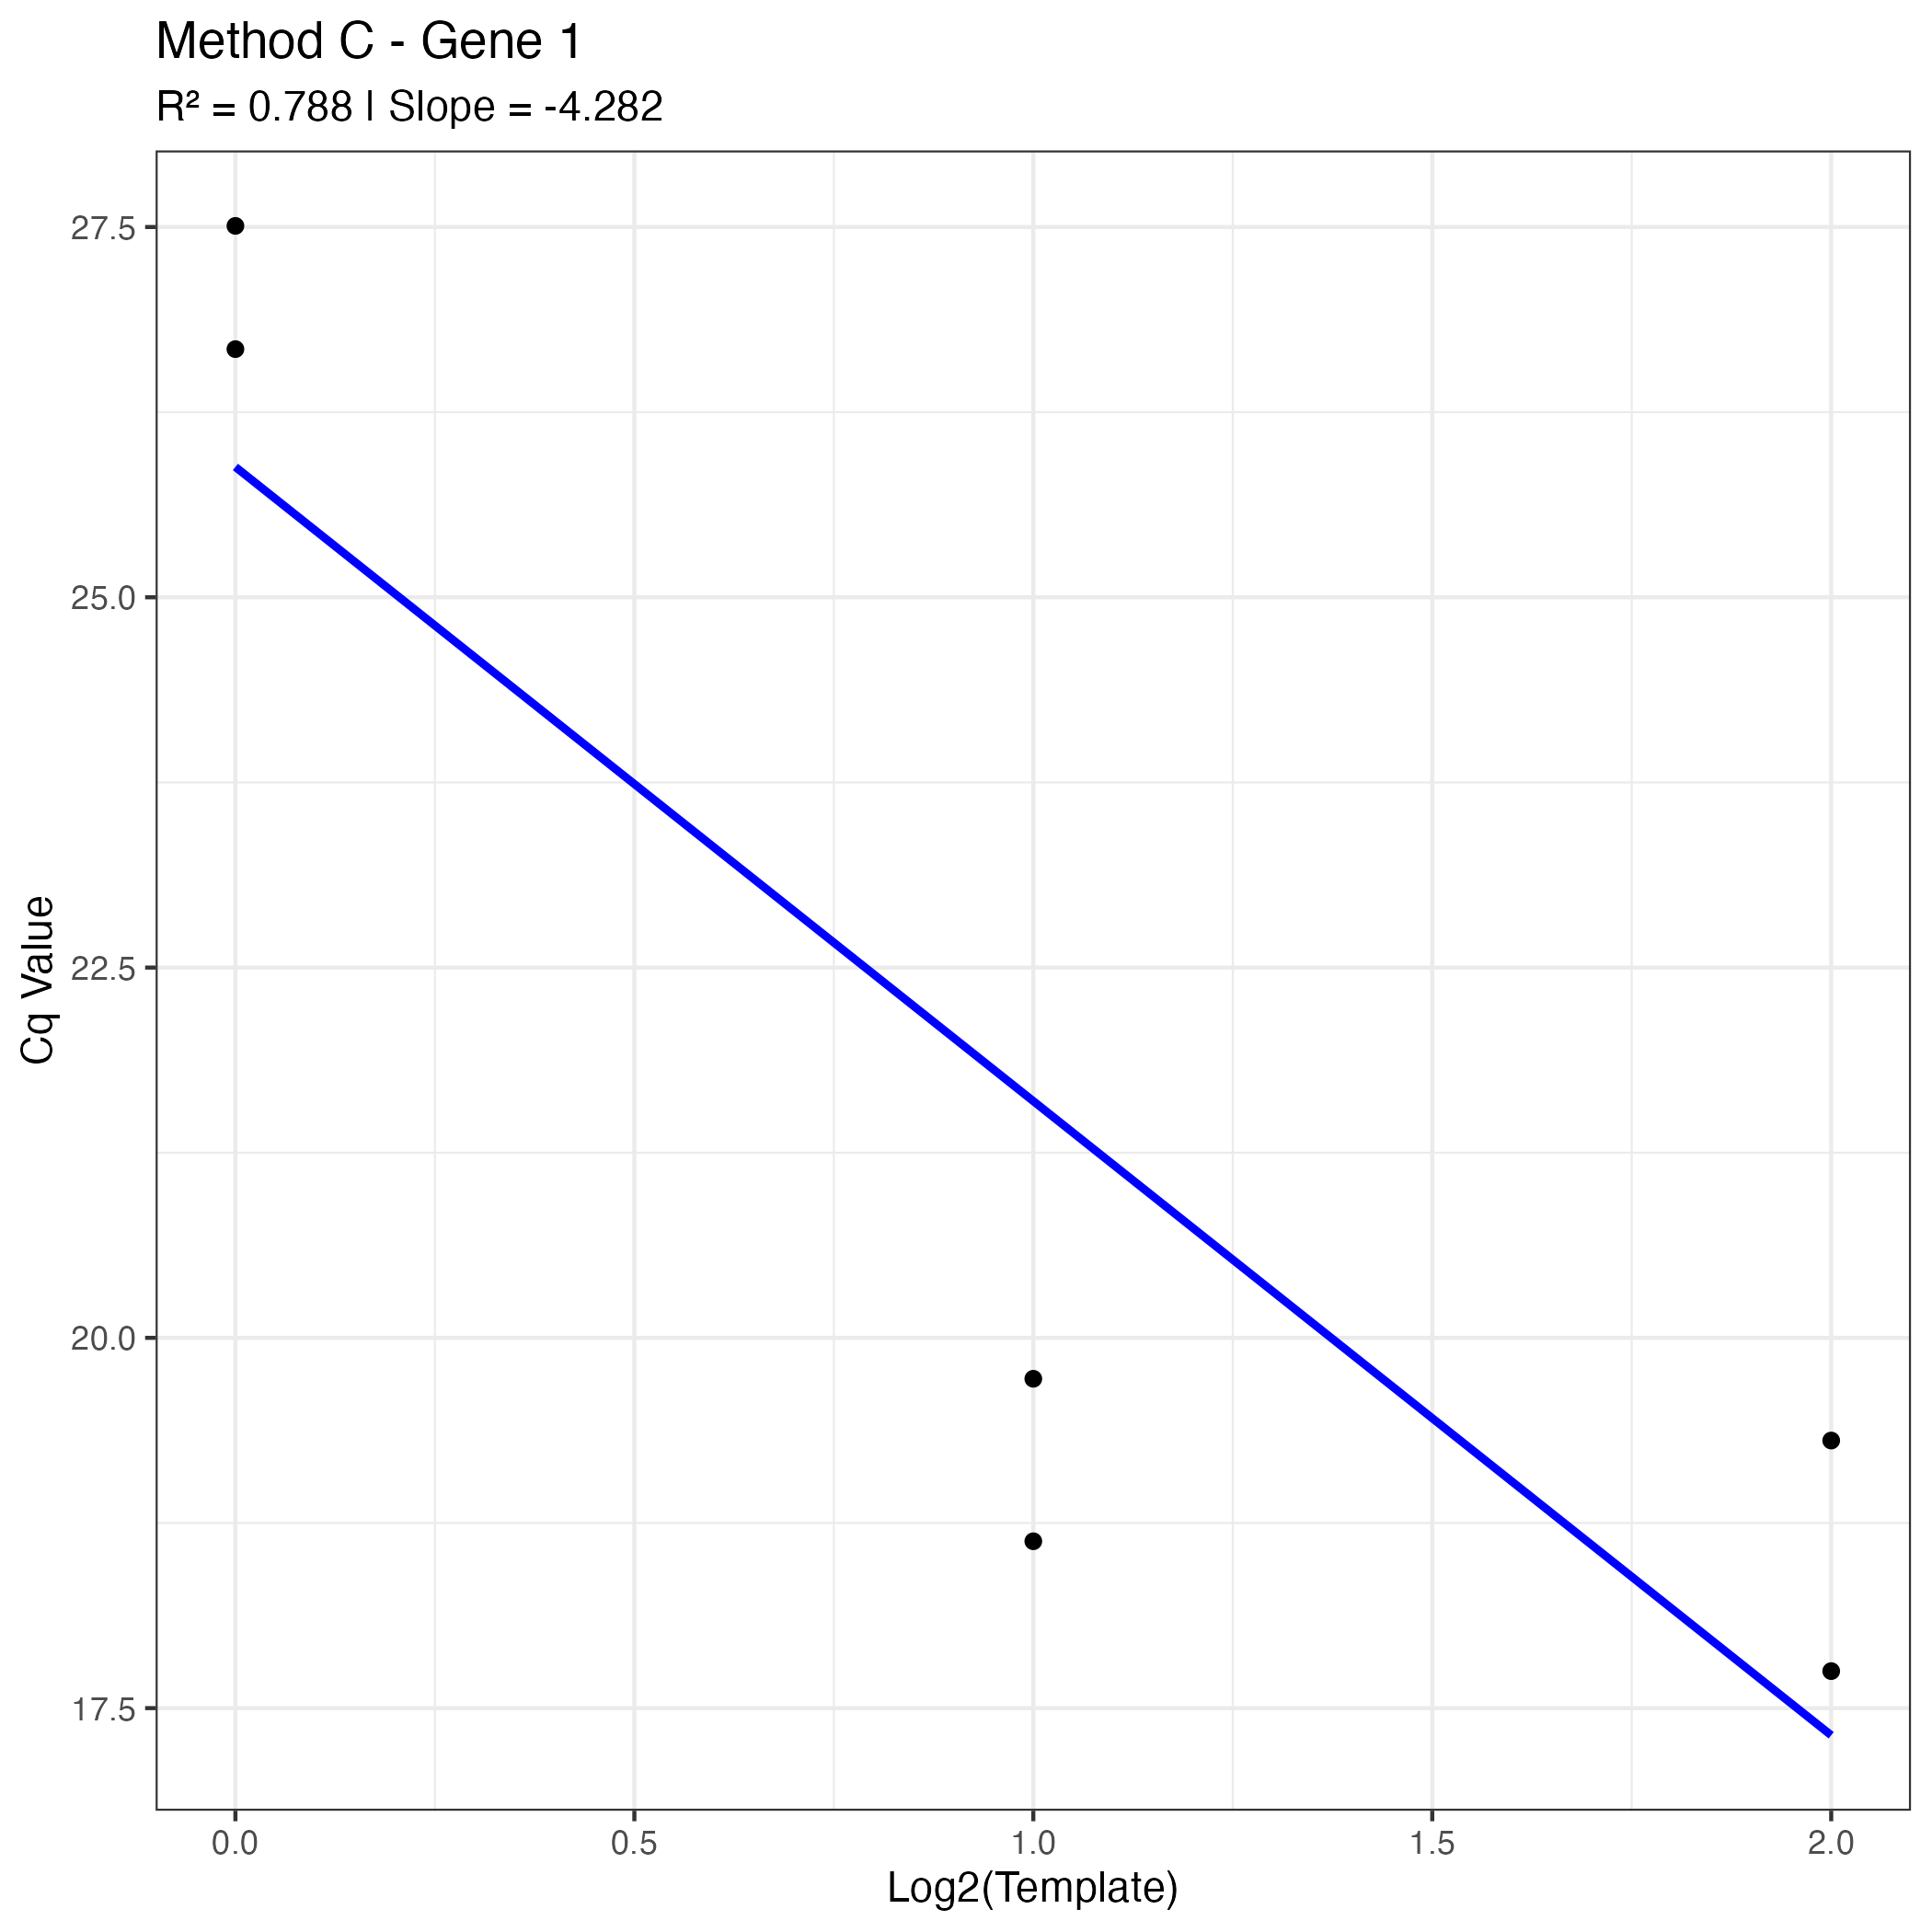 Method C - Gene 1
R² = 0.788 | Slope = -4.282
27.5
25.0
22.5
20.0
17.5
Cq Value
0.0 0.5 1.0 1.5 2.0
Log2(Template)